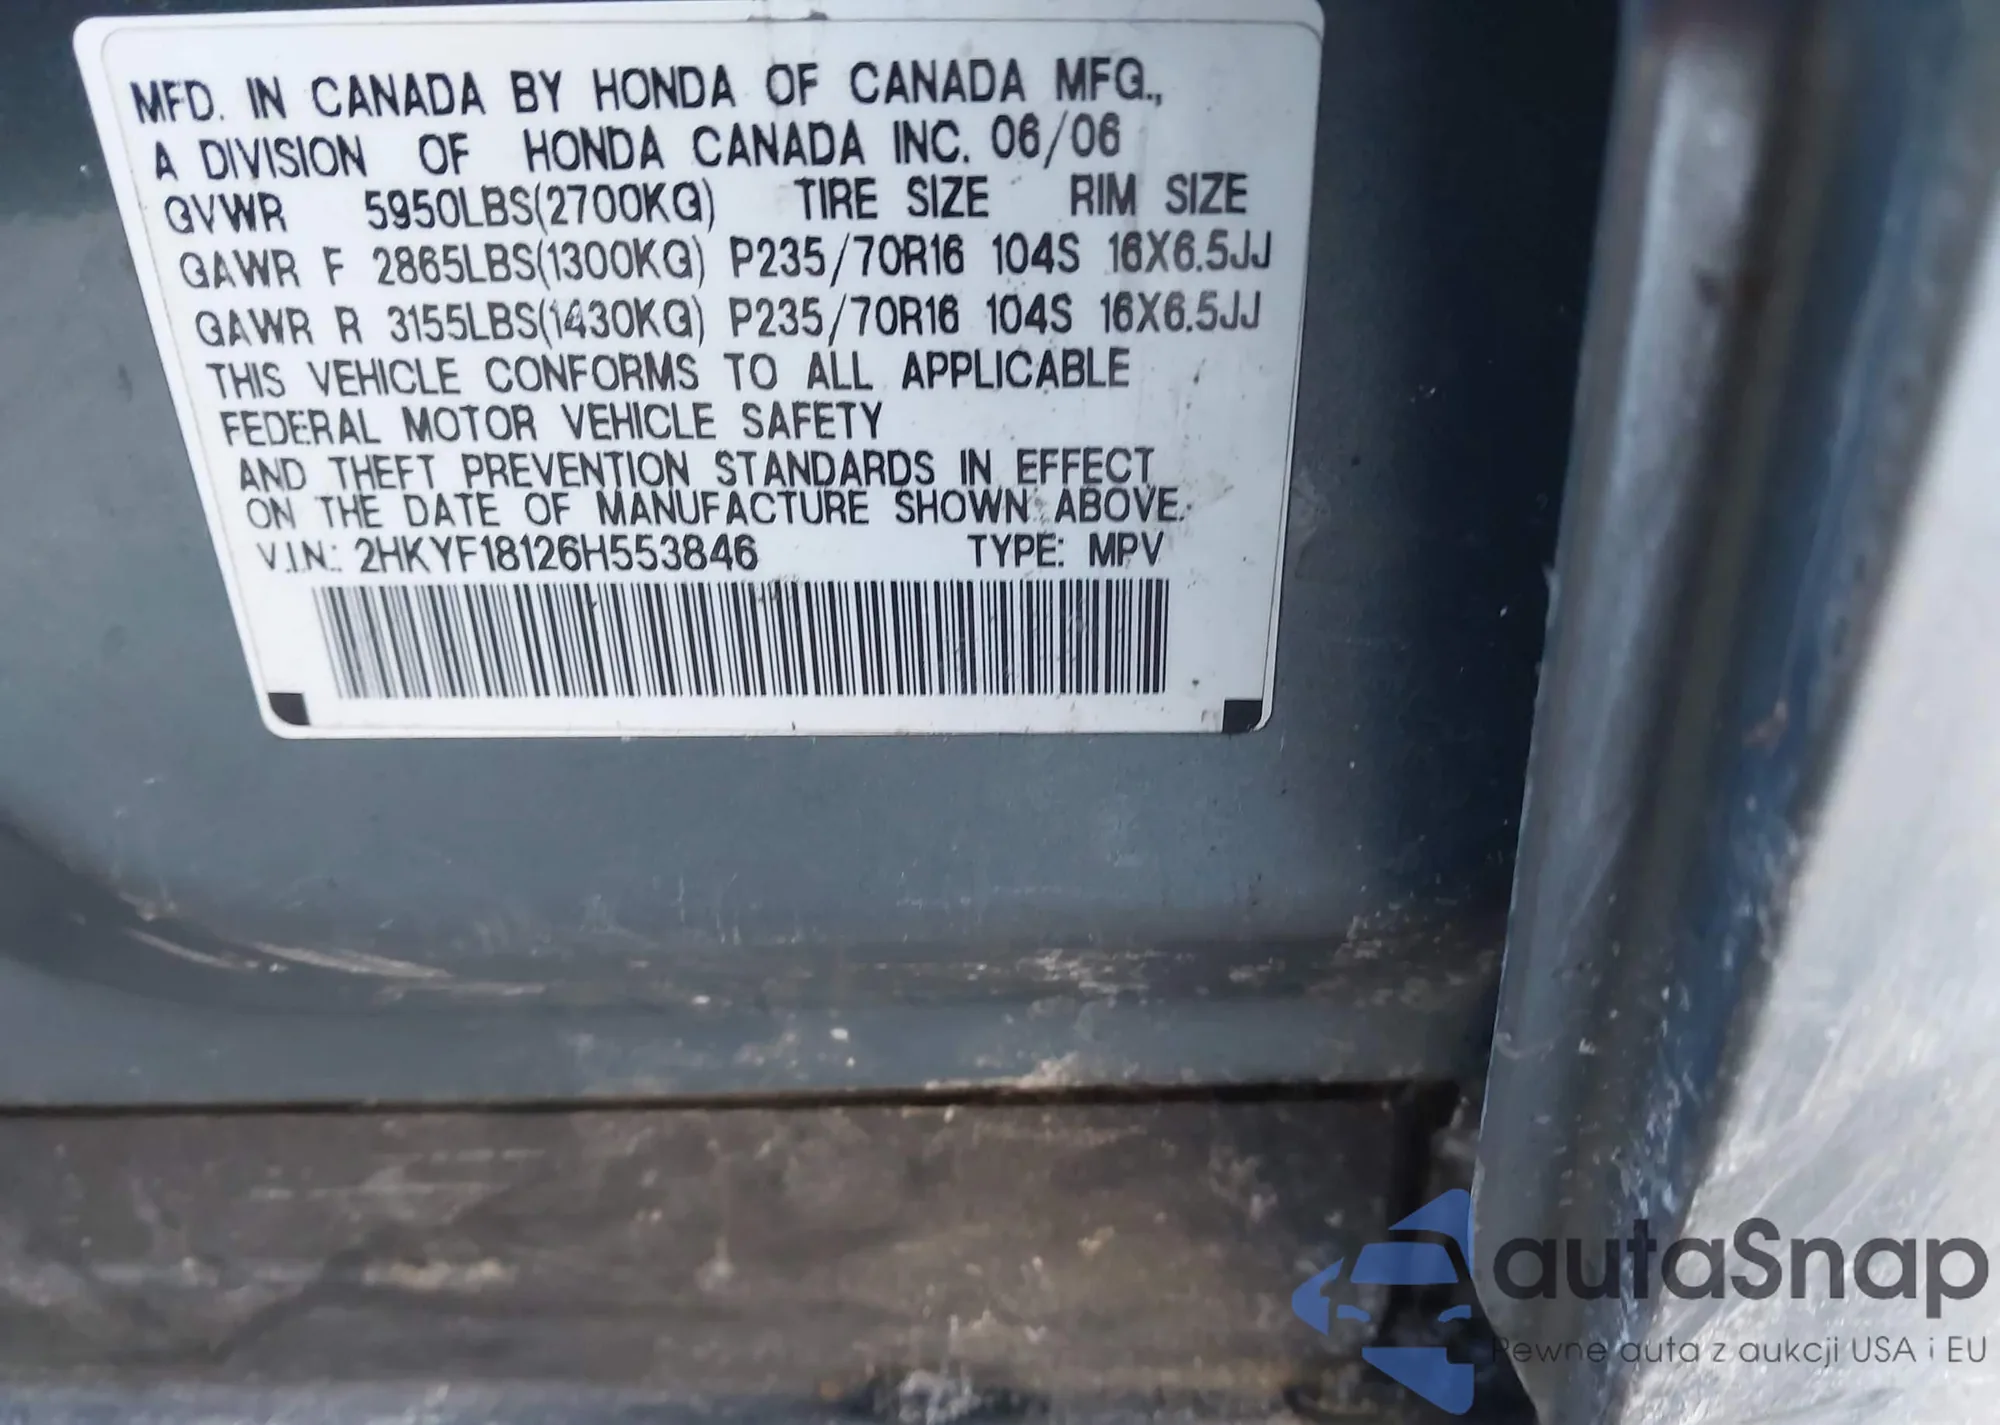 MFD. IN CANADA BY HONDA OF CANADA MFG.,
A DIVISION OF HONDA CANADA INC. 06/06
GVWR 5950LBS(2700KG) TIRE SIZE RIM SIZE
GAWR F 2865LBS(1300KG) P235/70R16 104S 16X6.5JJ
GAWR R 3155LBS(1430KG) P235/70R16 104S 16X6.5JJ
THIS VEHICLE CONFORMS TO ALL APPLICABLE
FEDERAL MOTOR VEHICLE SAFETY
AND THEFT PREVENTION STANDARDS IN EFFECT
ON THE DATE OF MANUFACTURE SHOWN ABOVE.
V.I.N.: 2HKYF18126H553846 TYPE: MPV
autaSnap
Pewne auta z aukcji USA i EU